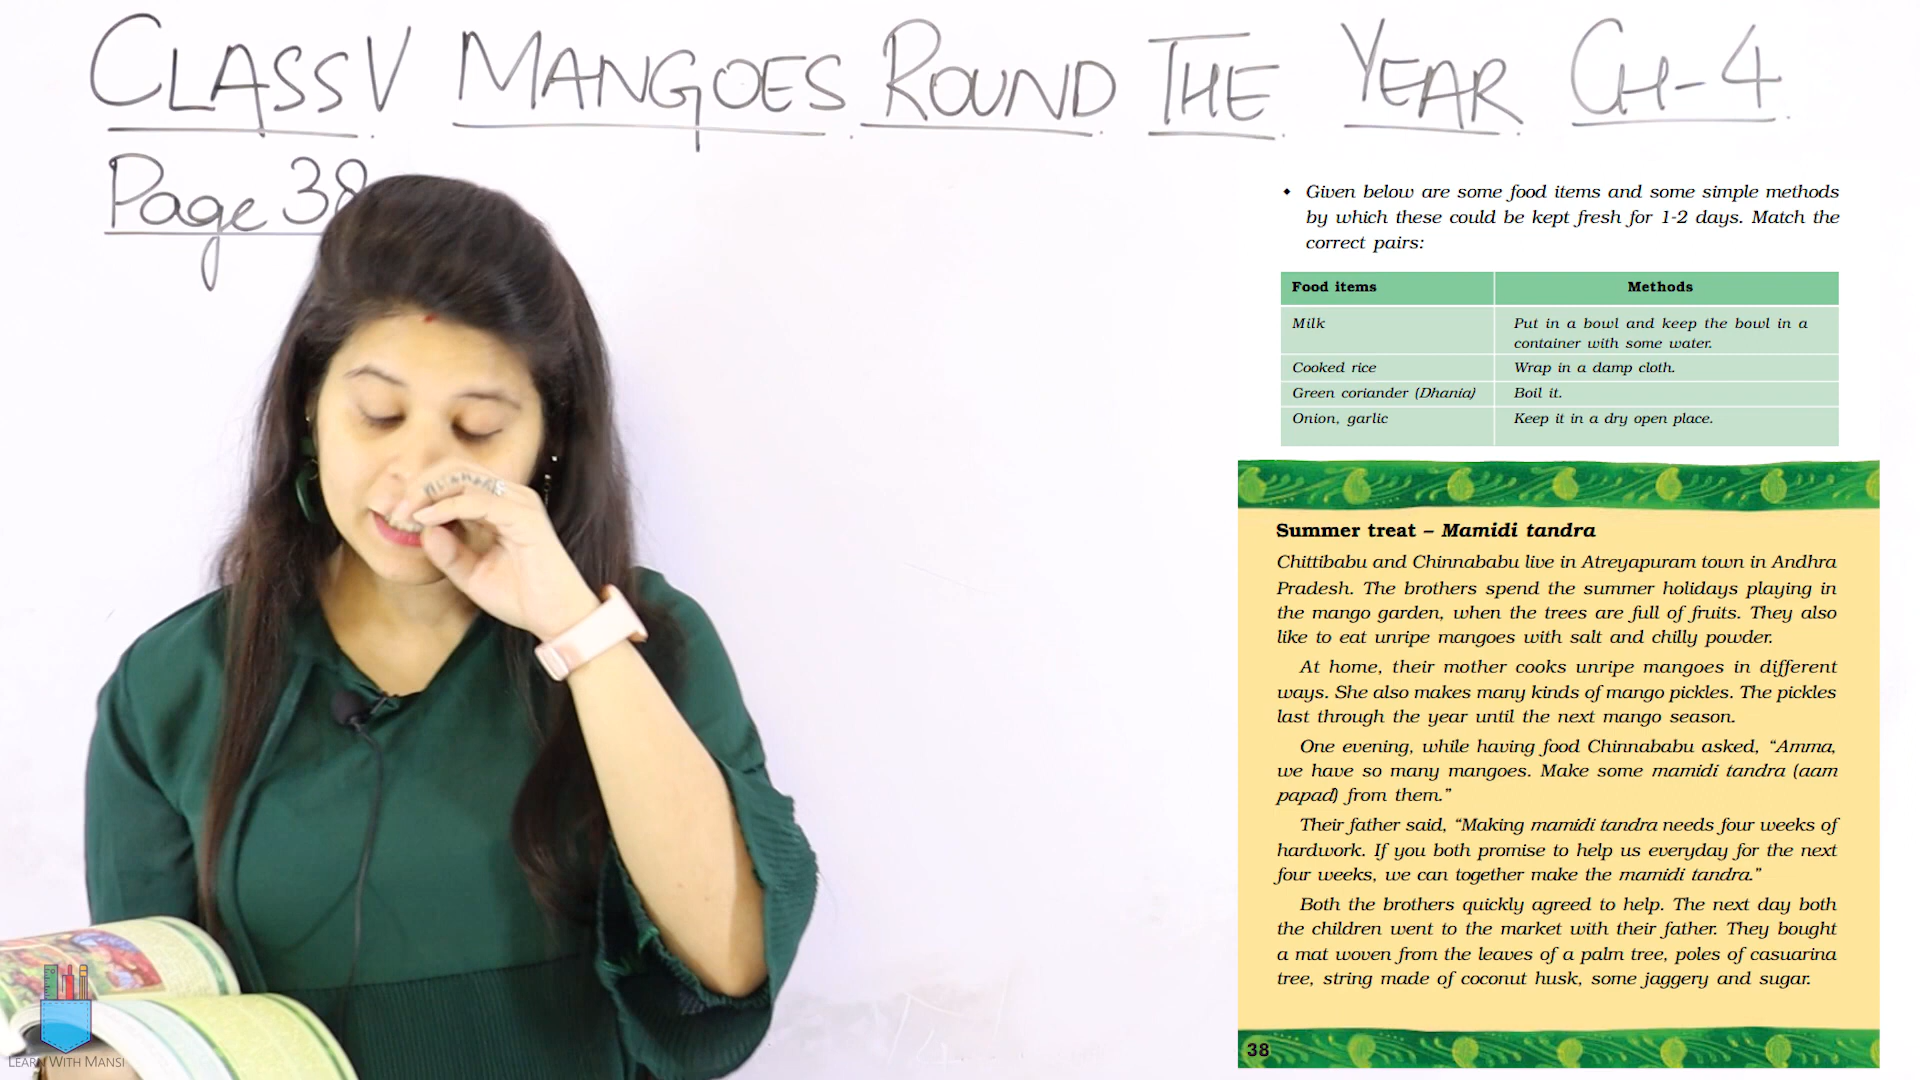 CLASS V MANGOES ROUND THE YEAR CH-4
Page 38
⬥ Given below are some food items and some simple methods
by which these could be kept fresh for 1-2 days. Match the
correct pairs:
Food items Methods
Milk Put in a bowl and keep the bowl in a
container with some water.
Cooked rice Wrap in a damp cloth.
Green coriander (Dhania) Boil it.
Onion, garlic Keep it in a dry open place.
Summer treat – Mamidi tandra
Chittibabu and Chinnababu live in Atreyapuram town in Andhra
Pradesh. The brothers spend the summer holidays playing in
the mango garden, when the trees are full of fruits. They also
like to eat unripe mangoes with salt and chilly powder.
At home, their mother cooks unripe mangoes in different
ways. She also makes many kinds of mango pickles. The pickles
last through the year until the next mango season.
One evening, while having food Chinnababu asked, “Amma,
we have so many mangoes. Make some mamidi tandra (aam
papad) from them.”
Their father said, “Making mamidi tandra needs four weeks of
hardwork. If you both promise to help us everyday for the next
four weeks, we can together make the mamidi tandra.”
Both the brothers quickly agreed to help. The next day both
the children went to the market with their father. They bought
a mat woven from the leaves of a palm tree, poles of casuarina
tree, string made of coconut husk, some jaggery and sugar.
38
LEARN WITH MANSI